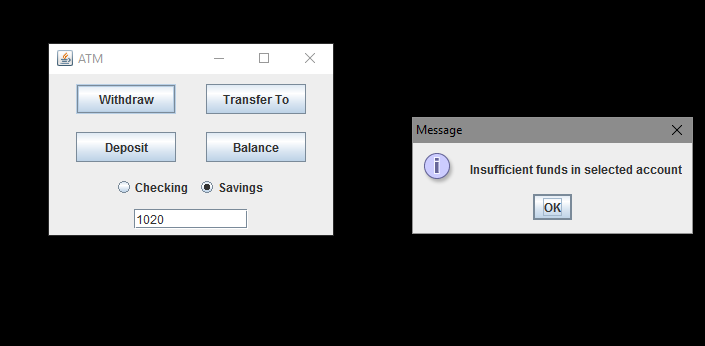 ATM
Withdraw
Transfer To
Deposit
Balance
Checking
Savings
1020
Message
i
Insufficient funds in selected account
OK